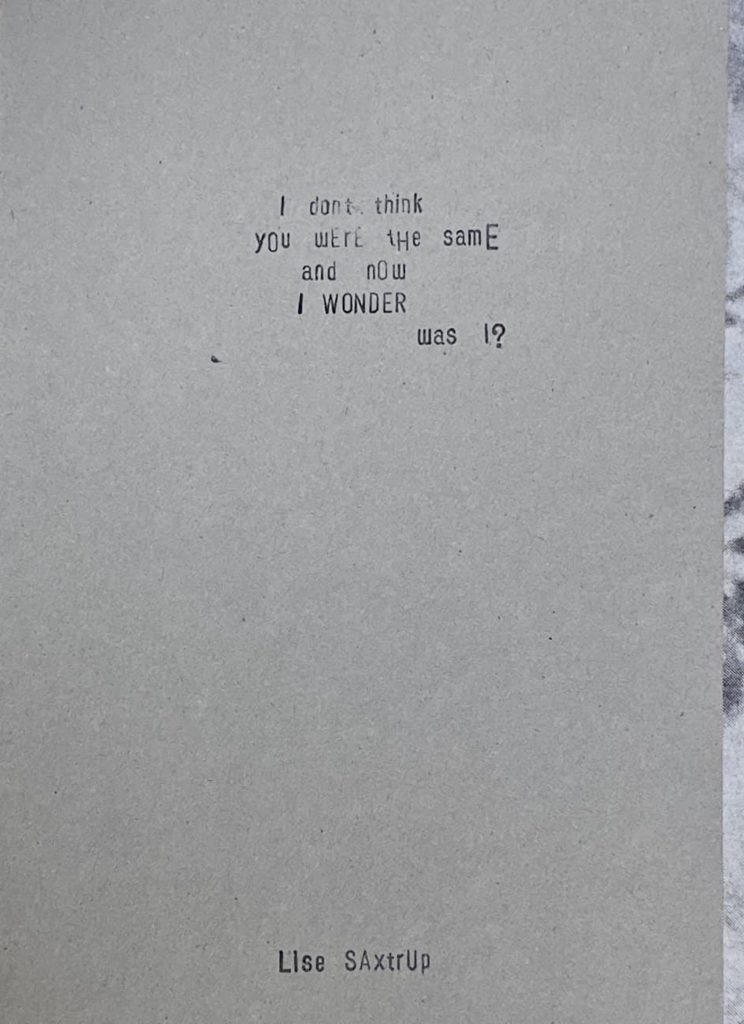 I dont think
you wErE tHe samE
and nOw
I WONDER
was I?
LIse SAxtrUp